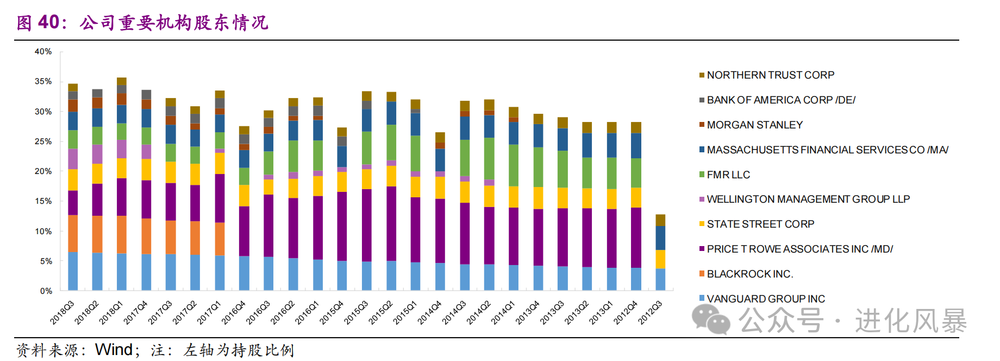 图 40：公司重要机构股东情况
40%
35%
30%
25%
20%
15%
10%
5%
0%
2018Q3
2018Q2
2018Q1
2017Q4
2017Q3
2017Q2
2017Q1
2016Q4
2016Q3
2016Q2
2016Q1
2015Q4
2015Q3
2015Q2
2015Q1
2014Q4
2014Q3
2014Q2
2014Q1
2013Q4
2013Q3
2013Q2
2013Q1
2012Q4
2012Q3
NORTHERN TRUST CORP
BANK OF AMERICA CORP /DE/
MORGAN STANLEY
MASSACHUSETTS FINANCIAL SERVICES CO /MA/
FMR LLC
WELLINGTON MANAGEMENT GROUP LLP
STATE STREET CORP
PRICE T ROWE ASSOCIATES INC /MD/
BLACKROCK INC.
VANGUARD GROUP INC
公众号 · 进化风暴
资料来源：Wind；注：左轴为持股比例